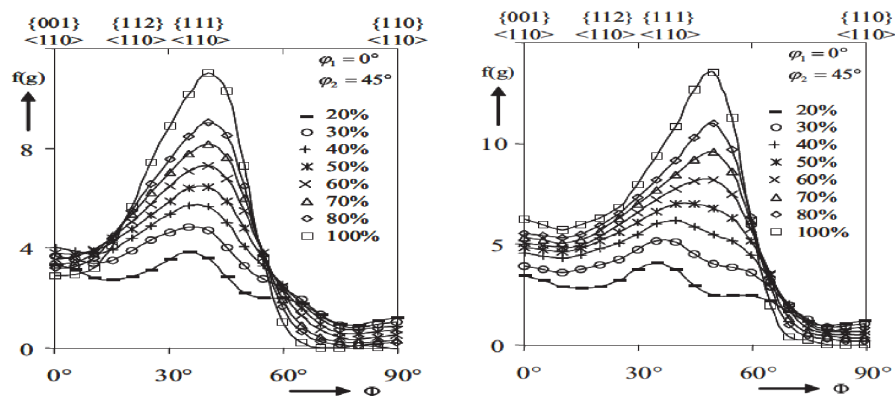 {001} {112} {111} {110}
<110> <110> <110> <110>
f(g)
φ₁ = 0°
φ₂ = 45°
20%
30%
40%
50%
60%
70%
80%
100%
8
4
0
0° 30° 60° 90°
Φ
{001} {112} {111} {110}
<110> <110> <110> <110>
f(g)
φ₁ = 0°
φ₂ = 45°
20%
30%
40%
50%
60%
70%
80%
100%
10
5
0
0° 30° 60° 90°
Φ